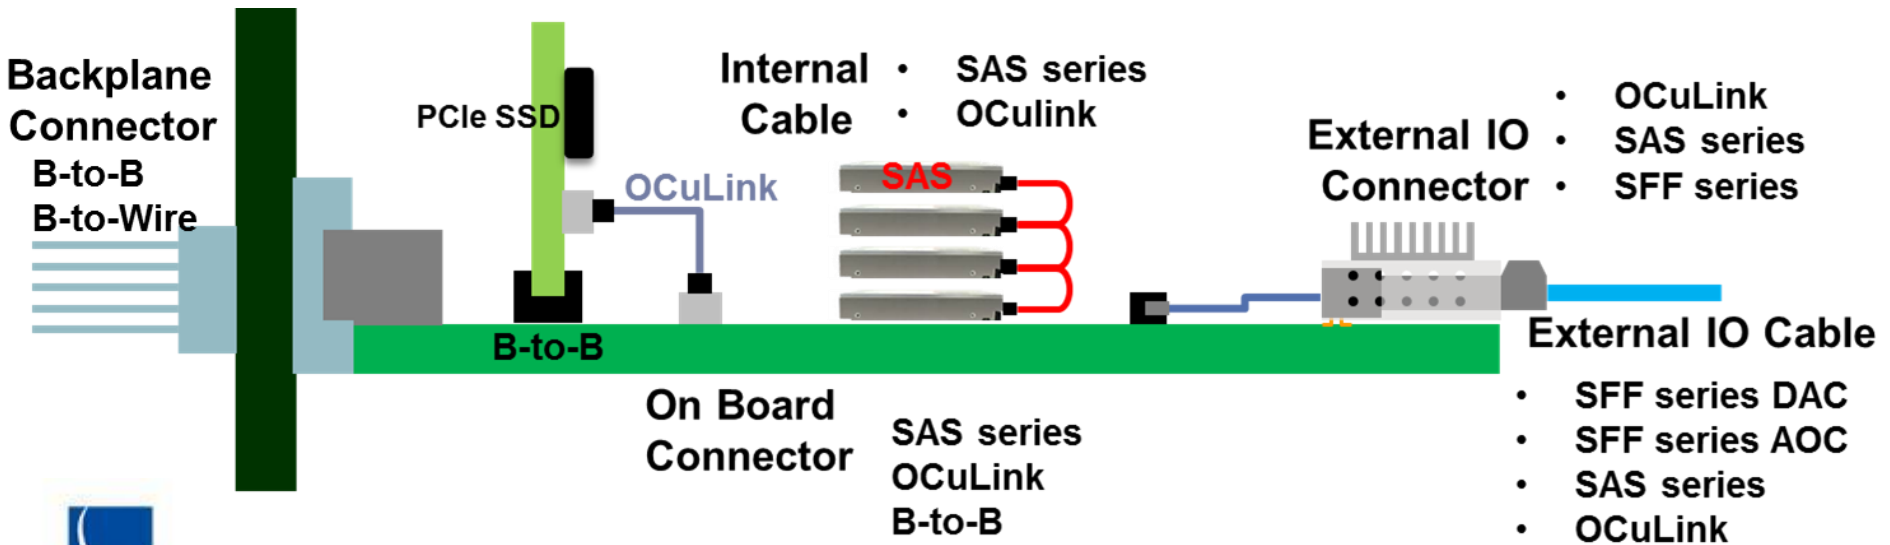 Backplane
Connector
B-to-B
B-to-Wire
PCIe SSD
OCuLink
B-to-B
Internal
Cable
• SAS series
• OCulink
SAS
On Board
Connector
SAS series
OCuLink
B-to-B
External IO
Connector
• OCuLink
• SAS series
• SFF series
External IO Cable
• SFF series DAC
• SFF series AOC
• SAS series
• OCuLink